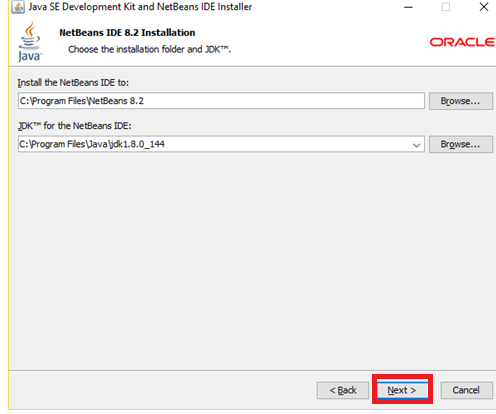 Java SE Development Kit and NetBeans IDE Installer
NetBeans IDE 8.2 Installation
Choose the installation folder and JDK™.
Java™
ORACLE
Install the NetBeans IDE to:
C:\Program Files\NetBeans 8.2
Browse...
JDK™ for the NetBeans IDE:
C:\Program Files\Java\jdk1.8.0_144
Browse...
< Back
Next >
Cancel